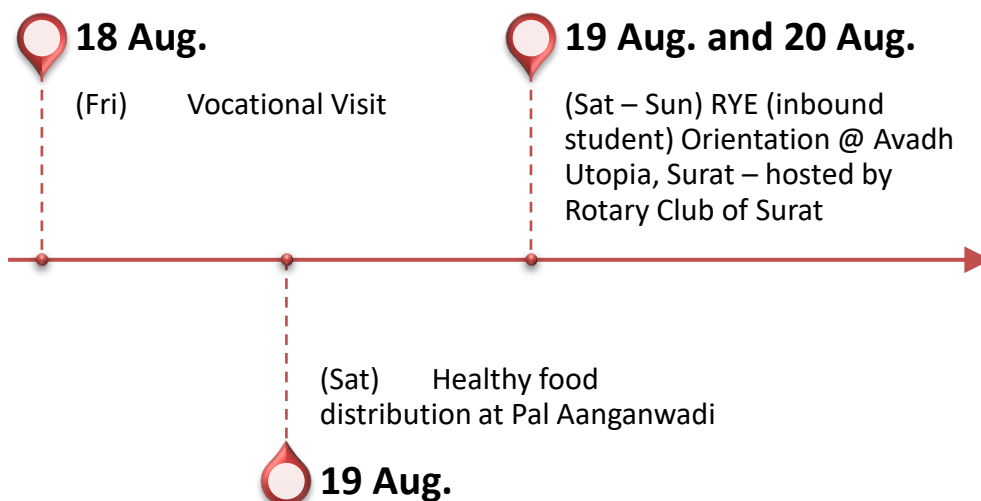 18 Aug.
(Fri) Vocational Visit
19 Aug. and 20 Aug.
(Sat – Sun) RYE (inbound
student) Orientation @ Avadh
Utopia, Surat – hosted by
Rotary Club of Surat
(Sat) Healthy food
distribution at Pal Aanganwadi
19 Aug.